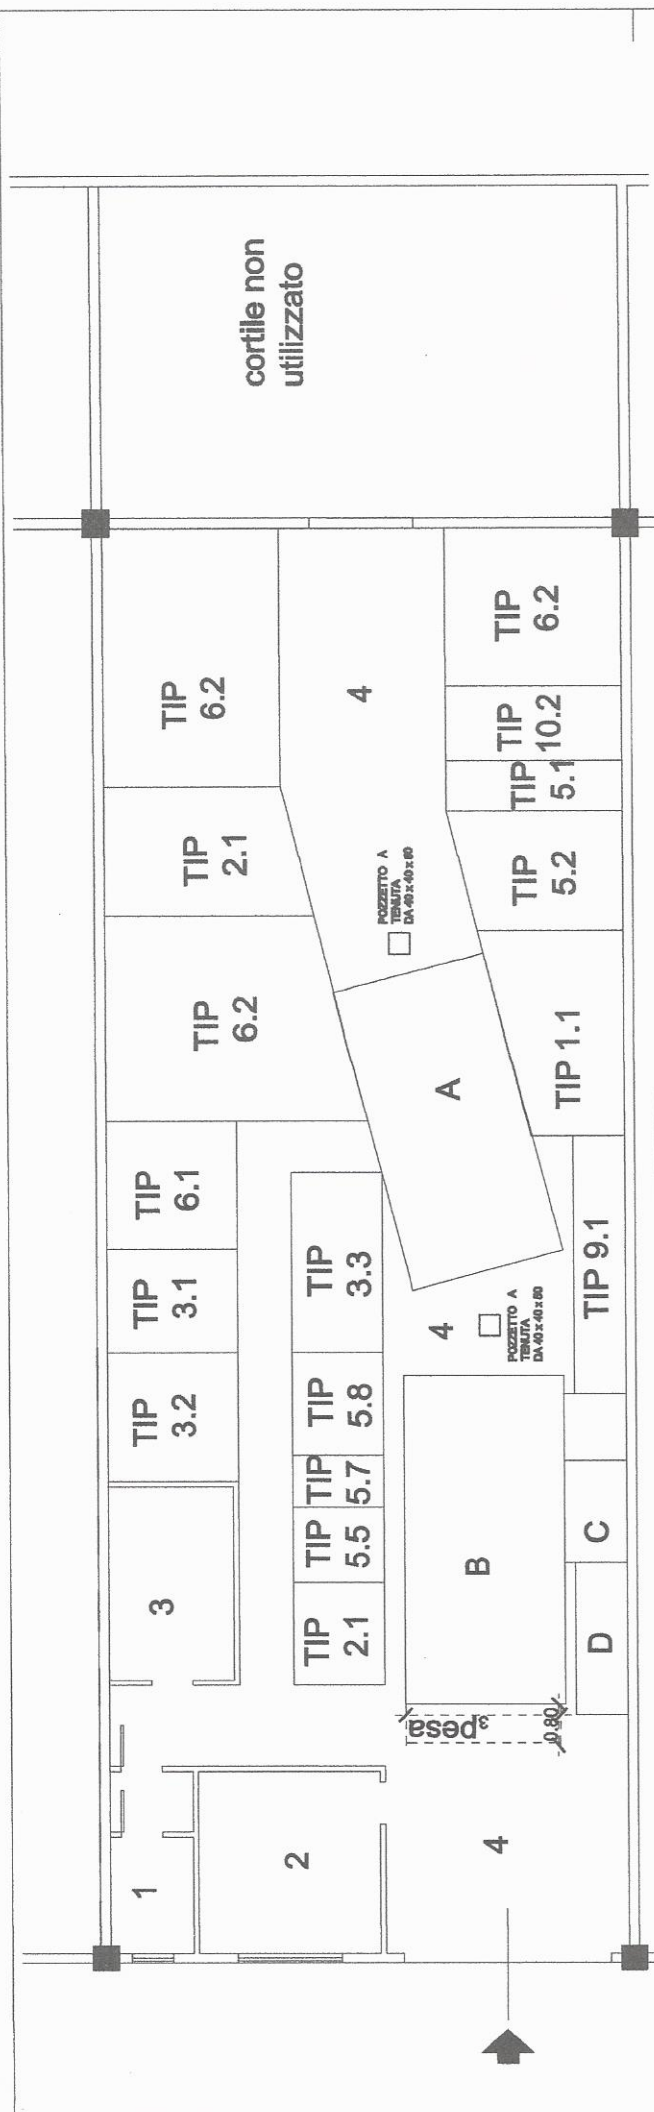 cortile non
utilizzato
TIP
6.2
4
TIP
6.2
TIP
10.2
TIP
5.1
TIP
2.1
POZZETTO A
TENUTA
DA 40 x 40 x 80
TIP
5.2
TIP
6.2
A
TIP 1.1
TIP
6.1
TIP
3.3
TIP 9.1
TIP
3.1
4
POZZETTO A
TENUTA
DA 40 x 40 x 80
TIP
3.2
TIP
5.8
TIP
5.7
TIP
5.5
TIP
2.1
B
C
D
3
pesa
0.80
1
2
4